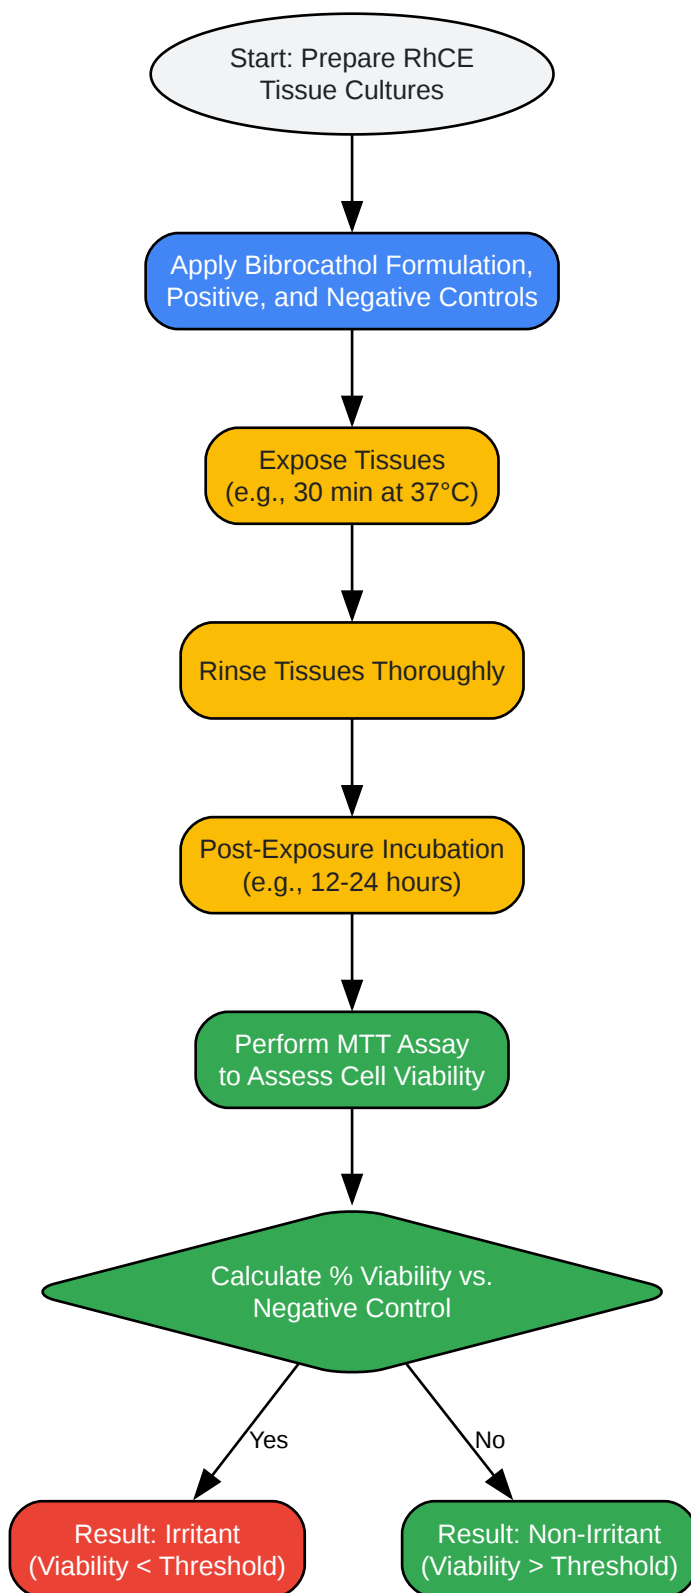 Start: Prepare RhCE
Tissue Cultures
Apply Bibrocathol Formulation,
Positive, and Negative Controls
Expose Tissues
(e.g., 30 min at 37°C)
Rinse Tissues Thoroughly
Post-Exposure Incubation
(e.g., 12-24 hours)
Perform MTT Assay
to Assess Cell Viability
Calculate % Viability vs.
Negative Control
Yes
No
Result: Irritant
(Viability < Threshold)
Result: Non-Irritant
(Viability > Threshold)